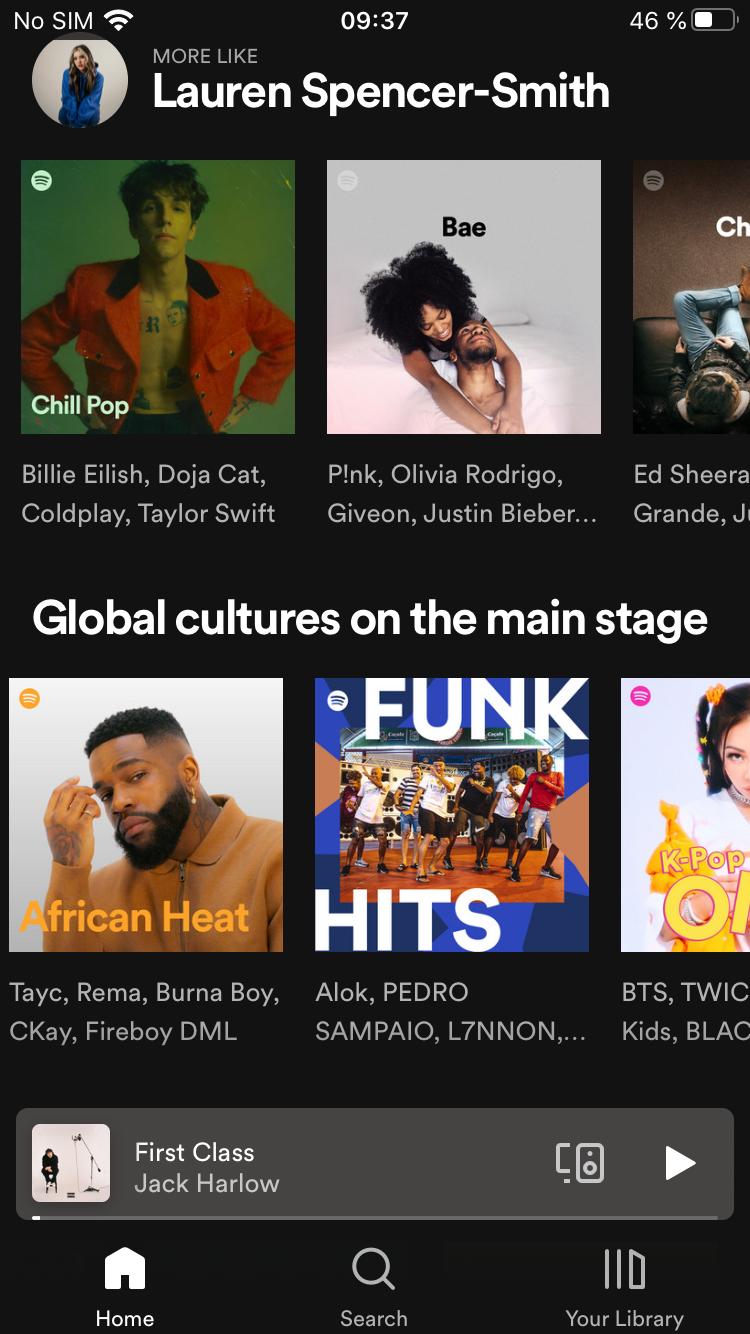 No SIM 09:37 46 %
MORE LIKE
Lauren Spencer-Smith
Bae
Ch
Chill Pop
Billie Eilish, Doja Cat,
Coldplay, Taylor Swift
P!nk, Olivia Rodrigo,
Giveon, Justin Bieber...
Ed Sheera
Grande, Ju
Global cultures on the main stage
African Heat
FUNK
HITS
K-Pop
ON
Tayc, Rema, Burna Boy,
CKay, Fireboy DML
Alok, PEDRO
SAMPAIO, L7NNON,...
BTS, TWIC
Kids, BLAC
First Class
Jack Harlow
Home
Search
Your Library